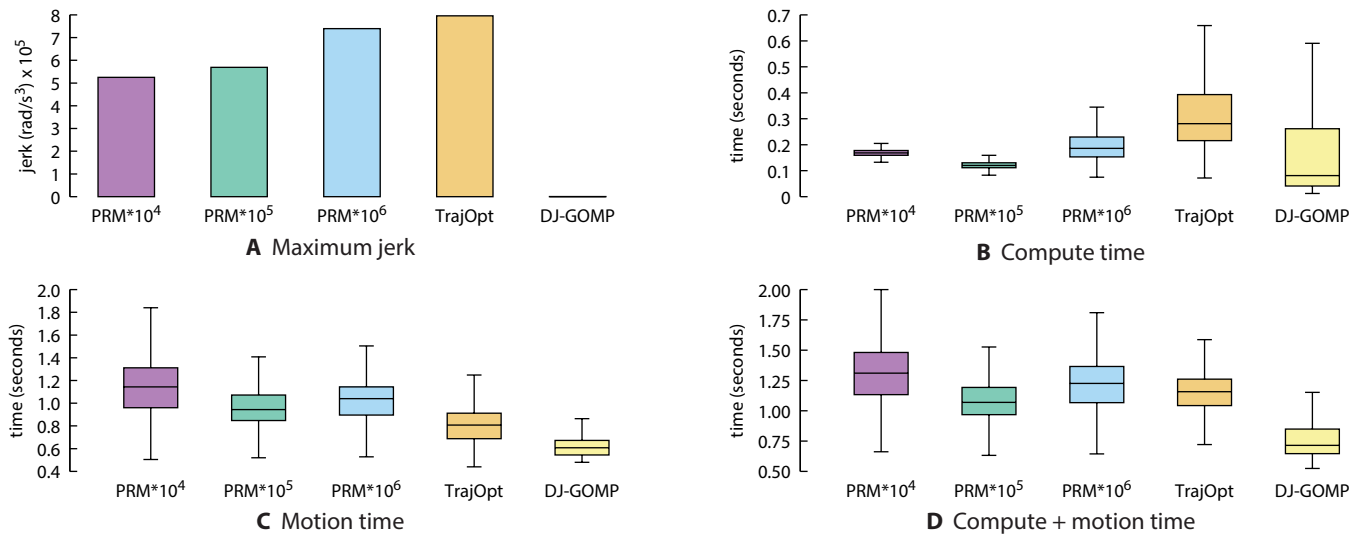 jerk (rad/s³) x 10⁵
8
7
6
5
4
3
2
1
0
PRM*10⁴ PRM*10⁵ PRM*10⁶ TrajOpt DJ-GOMP
A Maximum jerk
time (seconds)
0.7
0.6
0.5
0.4
0.3
0.2
0.1
0
PRM*10⁴ PRM*10⁵ PRM*10⁶ TrajOpt DJ-GOMP
B Compute time
time (seconds)
2.0
1.8
1.6
1.4
1.2
1.0
0.8
0.6
0.4
PRM*10⁴ PRM*10⁵ PRM*10⁶ TrajOpt DJ-GOMP
C Motion time
time (seconds)
2.00
1.75
1.50
1.25
1.00
0.75
0.50
PRM*10⁴ PRM*10⁵ PRM*10⁶ TrajOpt DJ-GOMP
D Compute + motion time